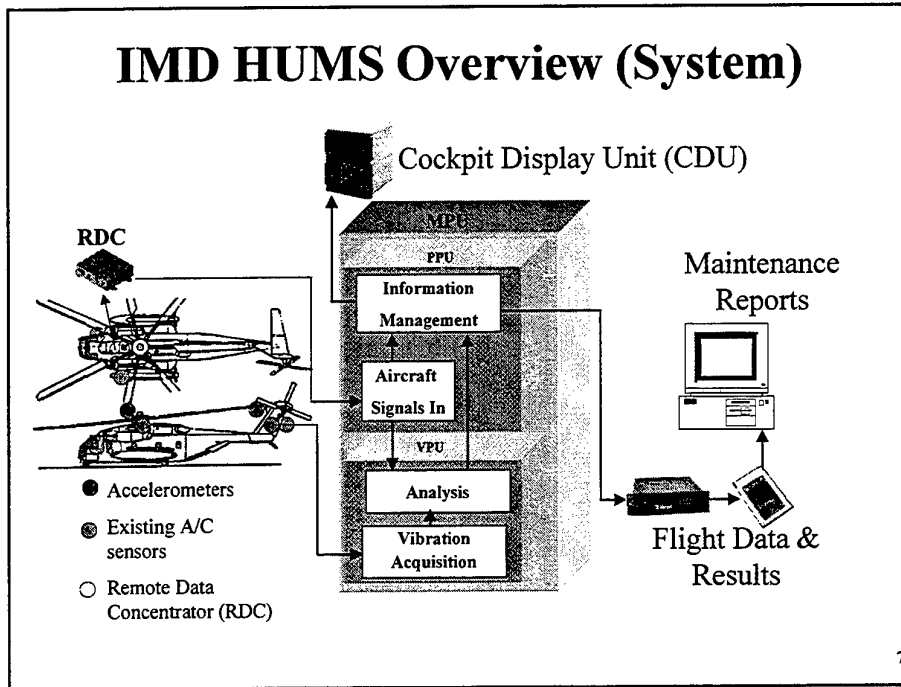 IMD HUMS Overview (System)
Cockpit Display Unit (CDU)
MPU
RDC
PPU
Information
Management
Maintenance
Reports
Aircraft
Signals In
VPU
Analysis
Accelerometers
Existing A/C
sensors
Vibration
Acquisition
Flight Data &
Results
Remote Data
Concentrator (RDC)